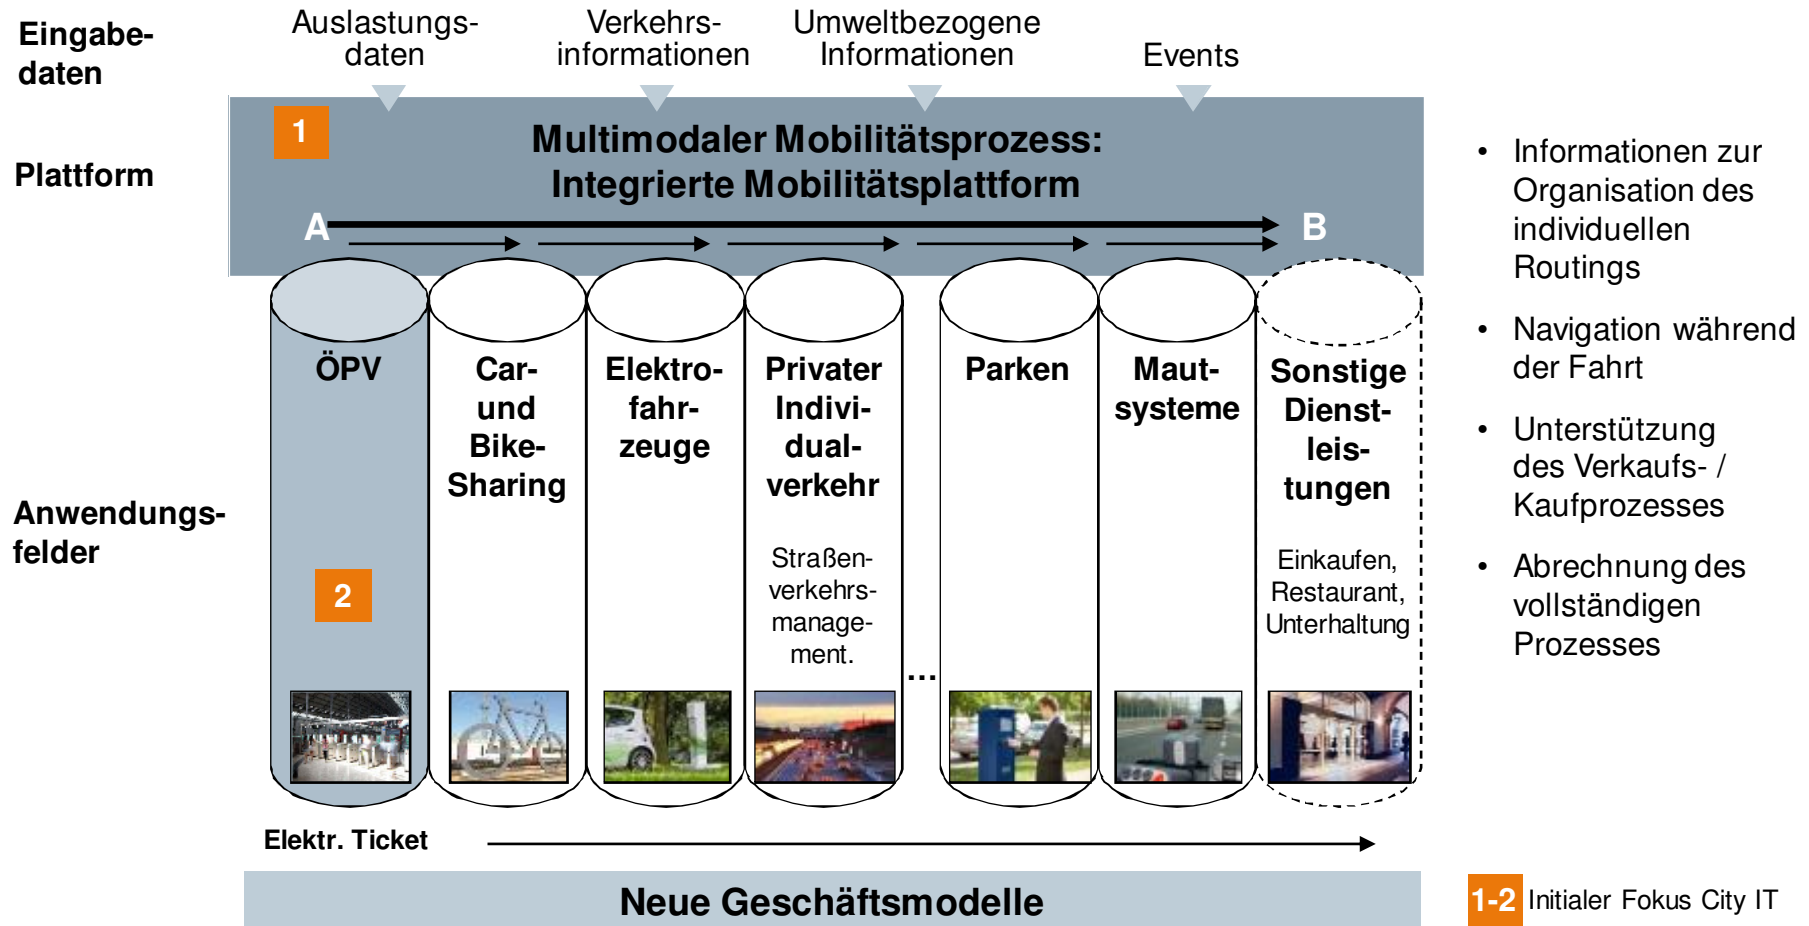 Eingabe-
daten
Auslastungs-
daten
Verkehrs-
informationen
Umweltbezogene
Informationen
Events
Plattform
1
Multimodaler Mobilitätsprozess:
Integrierte Mobilitätsplattform
A
B
Anwendungs-
felder
ÖPV
2
Car-
und
Bike-
Sharing
Elektro-
fahr-
zeuge
Privater
Indivi-
dual-
verkehr
Straßen-
verkehrs-
manage-
ment.
...
Parken
Maut-
systeme
Sonstige
Dienst-
leis-
tungen
Einkaufen,
Restaurant,
Unterhaltung
Elektr. Ticket
Neue Geschäftsmodelle
• Informationen zur
Organisation des
individuellen
Routings
• Navigation während
der Fahrt
• Unterstützung
des Verkaufs- /
Kaufprozesses
• Abrechnung des
vollständigen
Prozesses
1-2 Initialer Fokus City IT